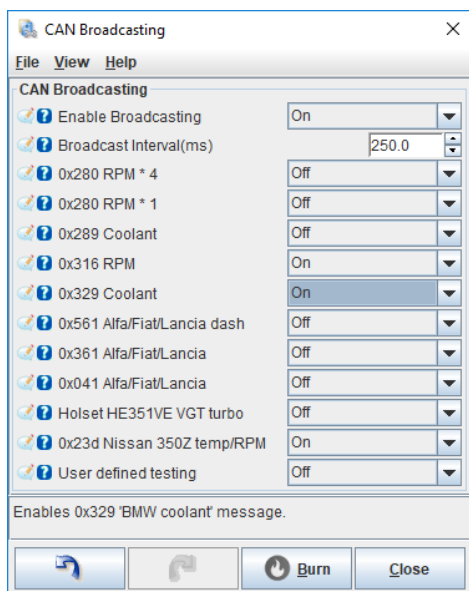 CAN Broadcasting
File View Help
CAN Broadcasting
Enable Broadcasting On
Broadcast Interval(ms) 250.0
0x280 RPM * 4 Off
0x280 RPM * 1 Off
0x289 Coolant Off
0x316 RPM On
0x329 Coolant On
0x561 Alfa/Fiat/Lancia dash Off
0x361 Alfa/Fiat/Lancia Off
0x041 Alfa/Fiat/Lancia Off
Holset HE351VE VGT turbo Off
0x23d Nissan 350Z temp/RPM On
User defined testing Off
Enables 0x329 'BMW coolant' message.
Burn Close